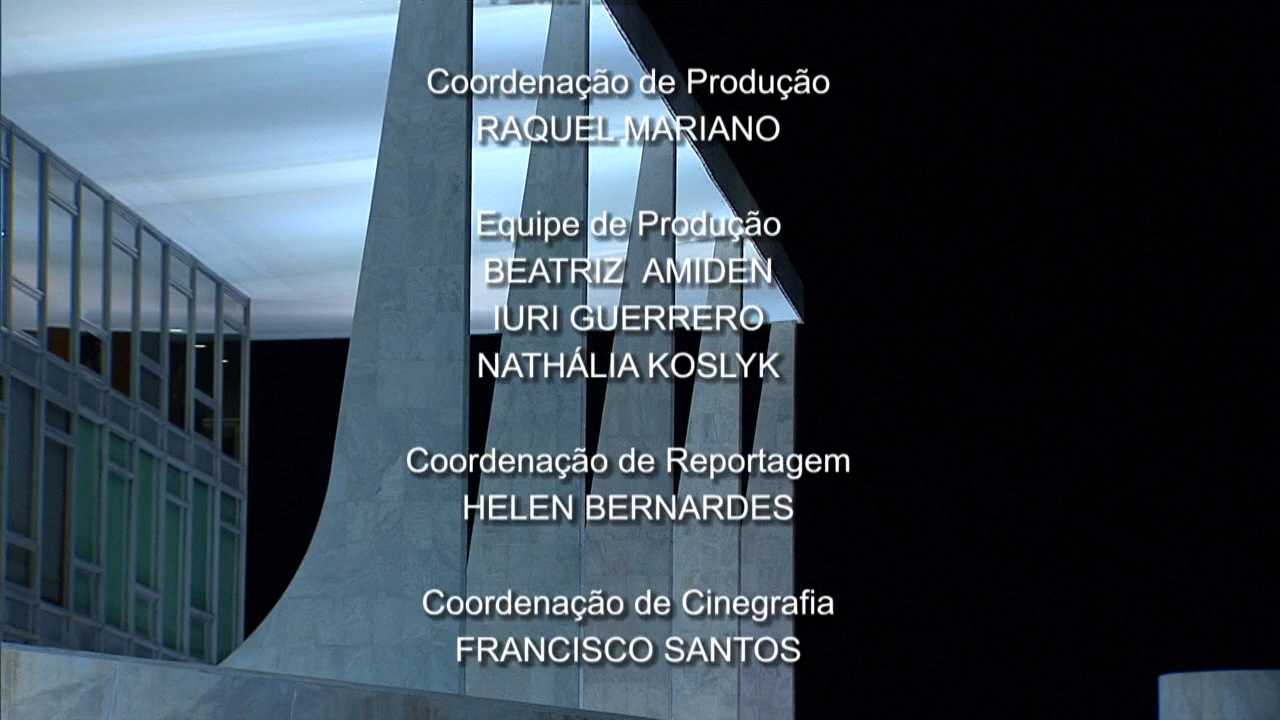 Coordenação de Produção
RAQUEL MARIANO
Equipe de Produção
BEATRIZ AMIDEN
IURI GUERRERO
NATHÁLIA KOSLYK
Coordenação de Reportagem
HELEN BERNARDES
Coordenação de Cinegrafia
FRANCISCO SANTOS